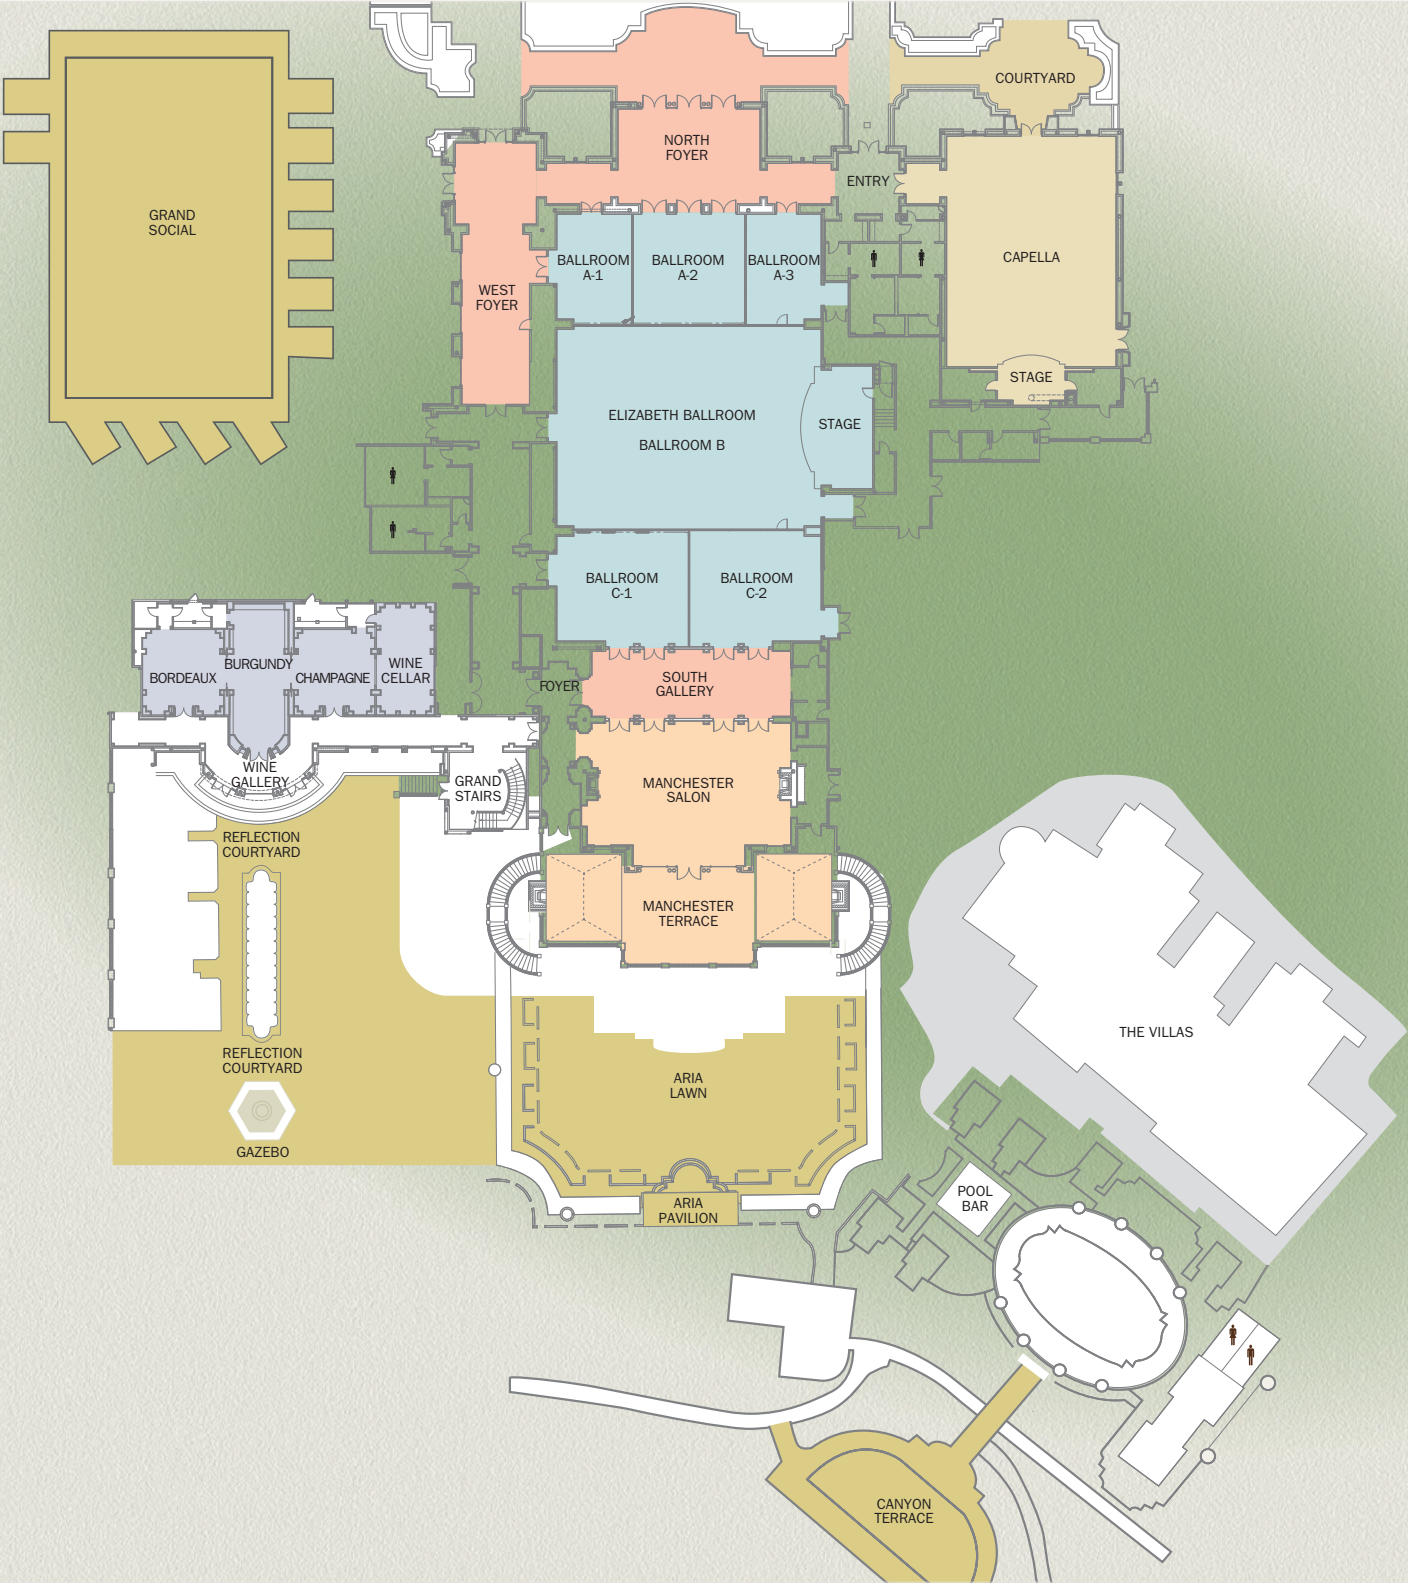 COURTYARD
NORTH
FOYER
ENTRY
GRAND
SOCIAL
CAPELLA
BALLROOM
A-1
BALLROOM
A-2
BALLROOM
A-3
WEST
FOYER
STAGE
ELIZABETH BALLROOM
BALLROOM B
STAGE
BALLROOM
C-1
BALLROOM
C-2
BORDEAUX
BURGUNDY
CHAMPAGNE
WINE
CELLAR
FOYER
SOUTH
GALLERY
WINE
GALLERY
GRAND
STAIRS
MANCHESTER
SALON
REFLECTION
COURTYARD
MANCHESTER
TERRACE
THE VILLAS
REFLECTION
COURTYARD
ARIA
LAWN
GAZEBO
POOL
BAR
ARIA
PAVILION
CANYON
TERRACE